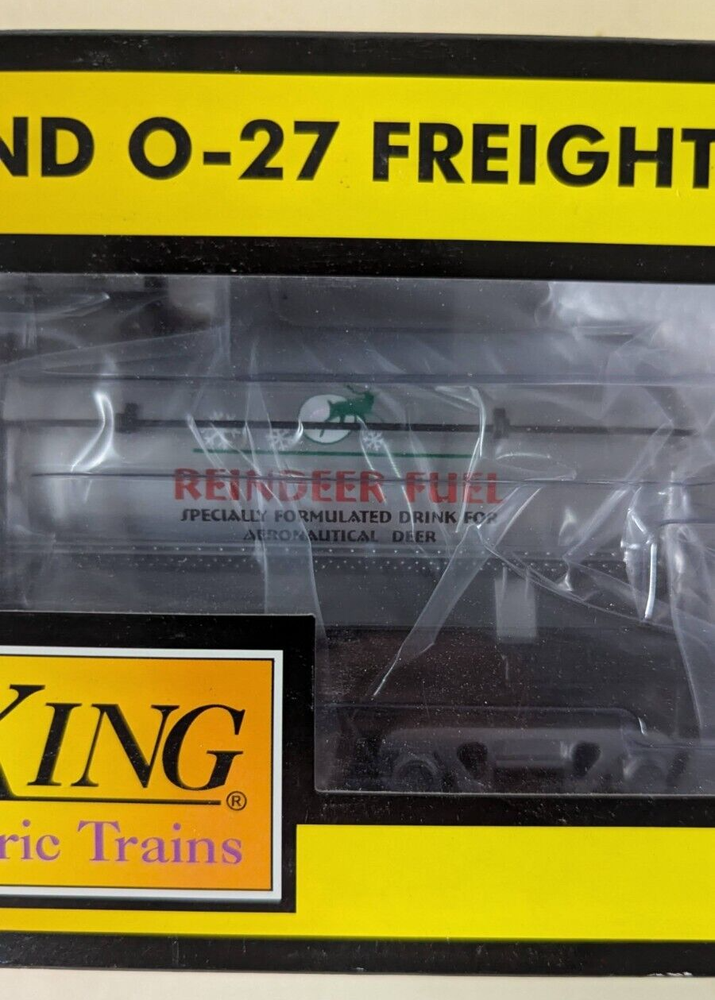 ND O-27 FREIGHT
REINDEER FUEL
SPECIALLY FORMULATED DRINK FOR
AERONAUTICAL DEER
KING®
ric Trains